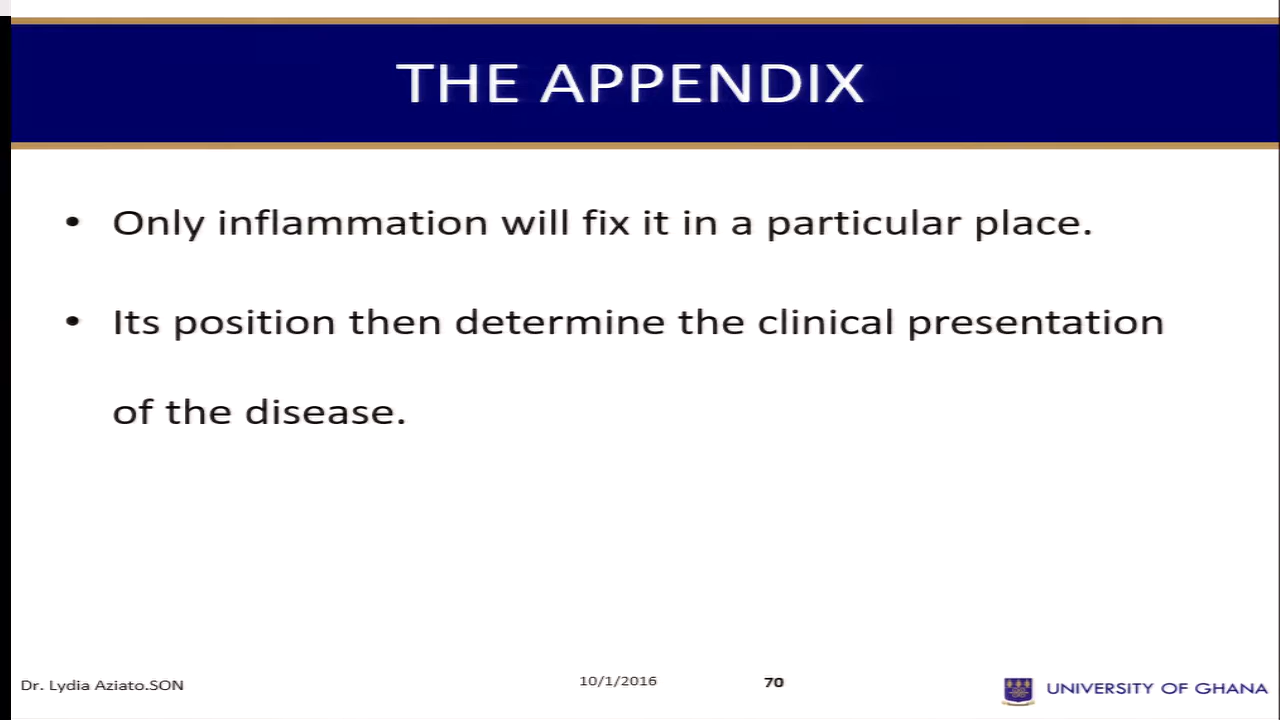 THE APPENDIX
• Only inflammation will fix it in a particular place.
• Its position then determine the clinical presentation
of the disease.
Dr. Lydia Aziato.SON
10/1/2016
70
UNIVERSITY OF GHANA